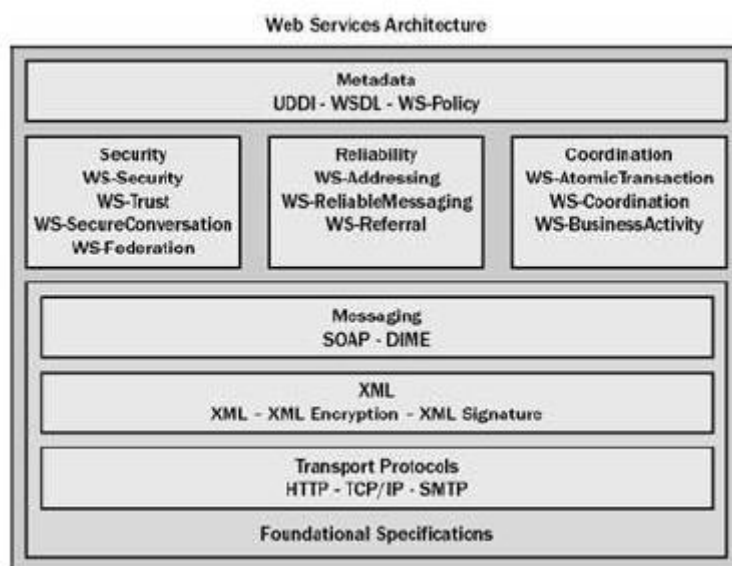 Web Services Architecture
Metadata
UDDI - WSDL - WS-Policy
Security
WS-Security
WS-Trust
WS-SecureConversation
WS-Federation
Reliability
WS-Addressing
WS-ReliableMessaging
WS-Referral
Coordination
WS-AtomicTransaction
WS-Coordination
WS-BusinessActivity
Messaging
SOAP - DIME
XML
XML - XML Encryption - XML Signature
Transport Protocols
HTTP - TCP/IP - SMTP
Foundational Specifications